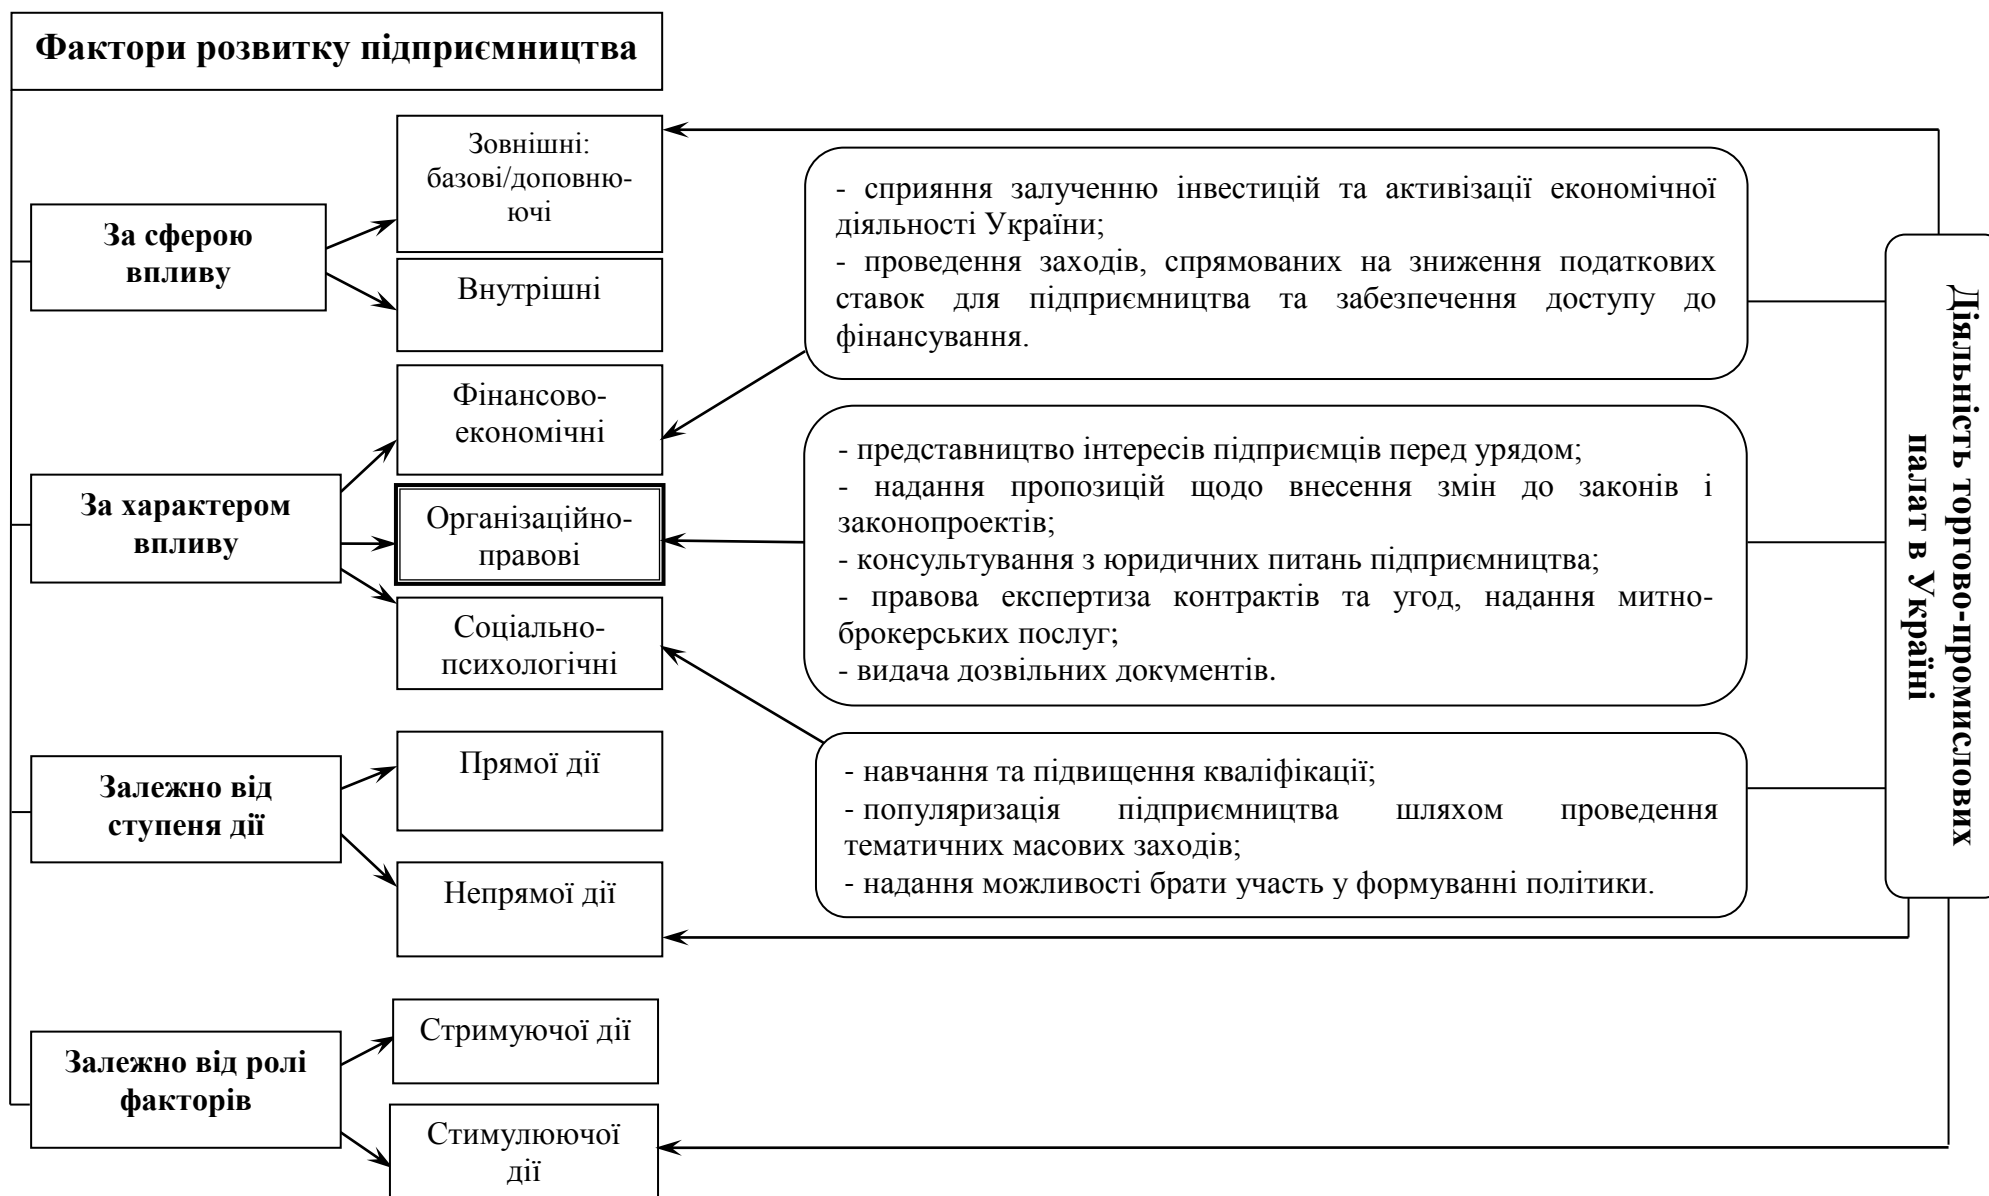 Фактори розвитку підприємництва
За сферою
впливу
Зовнішні:
базові/доповню-
ючі
Внутрішні
За характером
впливу
Фінансово-
економічні
Організаційно-
правові
Соціально-
психологічні
Залежно від
ступеня дії
Прямої дії
Непрямої дії
Залежно від ролі
факторів
Стримуючої дії
Стимулюючої
дії
- сприяння залученню інвестицій та активізації економічної
діяльності України;
- проведення заходів, спрямованих на зниження податкових
ставок для підприємництва та забезпечення доступу до
фінансування.
- представництво інтересів підприємців перед урядом;
- надання пропозицій щодо внесення змін до законів і
законопроектів;
- консультування з юридичних питань підприємництва;
- правова експертиза контрактів та угод, надання митно-
брокерських послуг;
- видача дозвільних документів.
- навчання та підвищення кваліфікації;
- популяризація підприємництва шляхом проведення
тематичних масових заходів;
- надання можливості брати участь у формуванні політики.
Діяльність торгово-промислових
палат в Україні